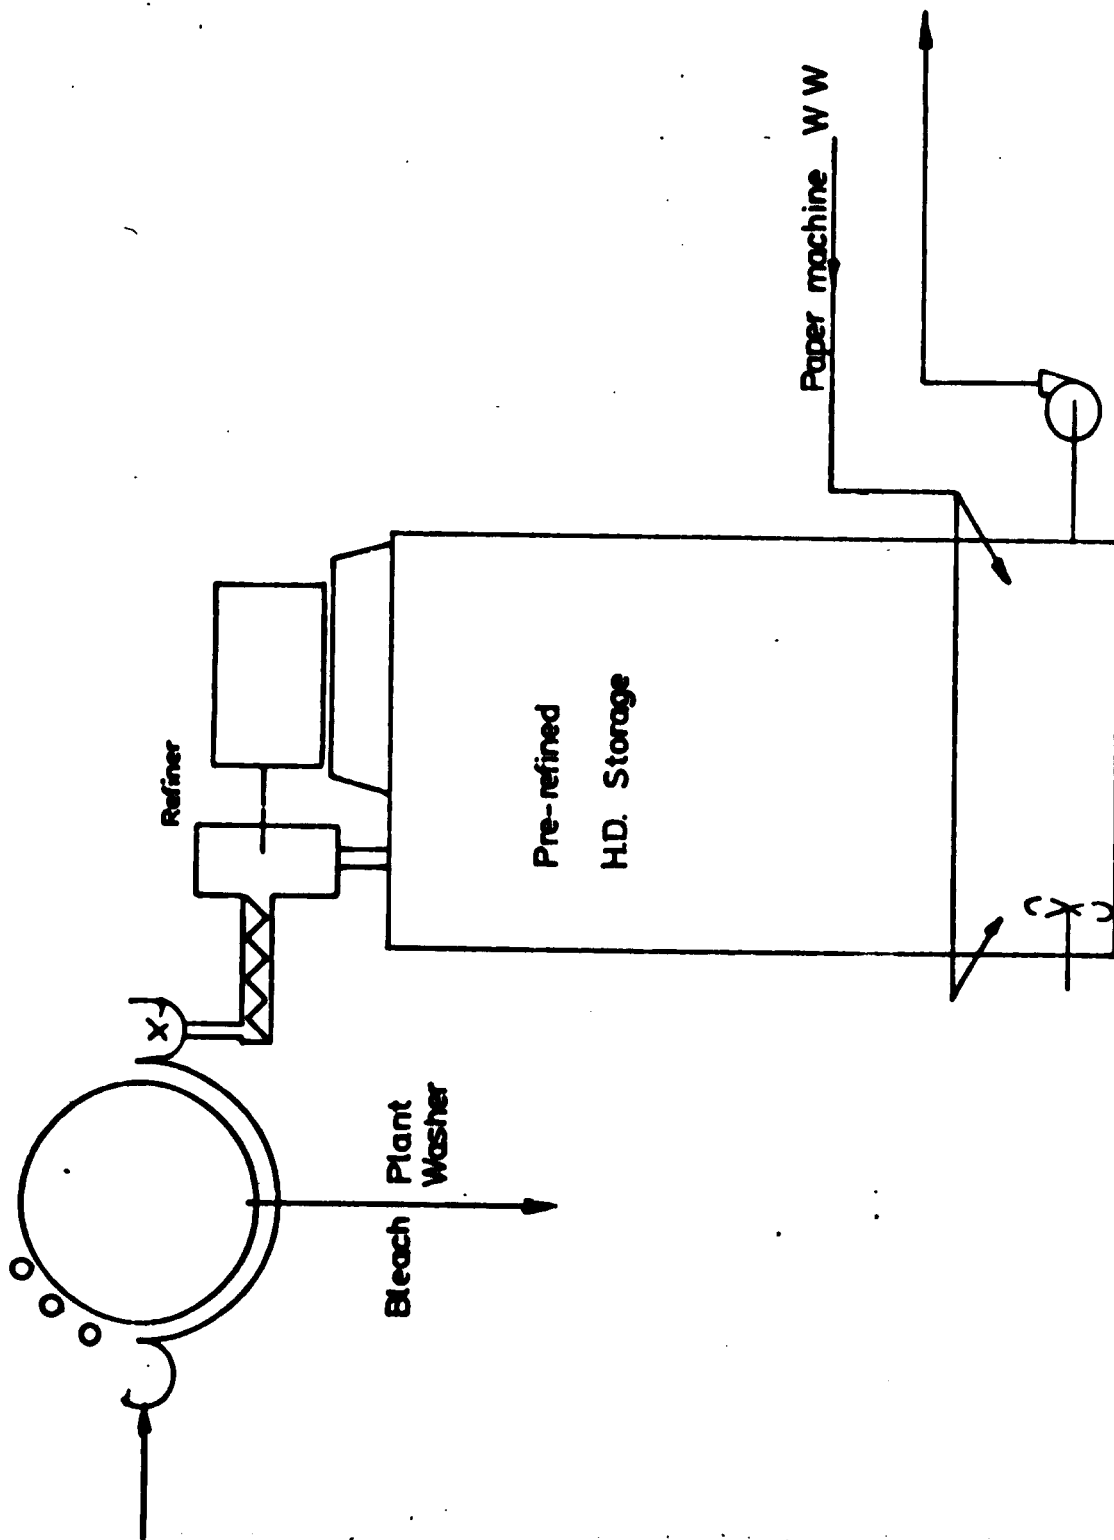 Bleach Plant
Washer
Refiner
Pre-refined
H.D. Storage
Paper machine WW